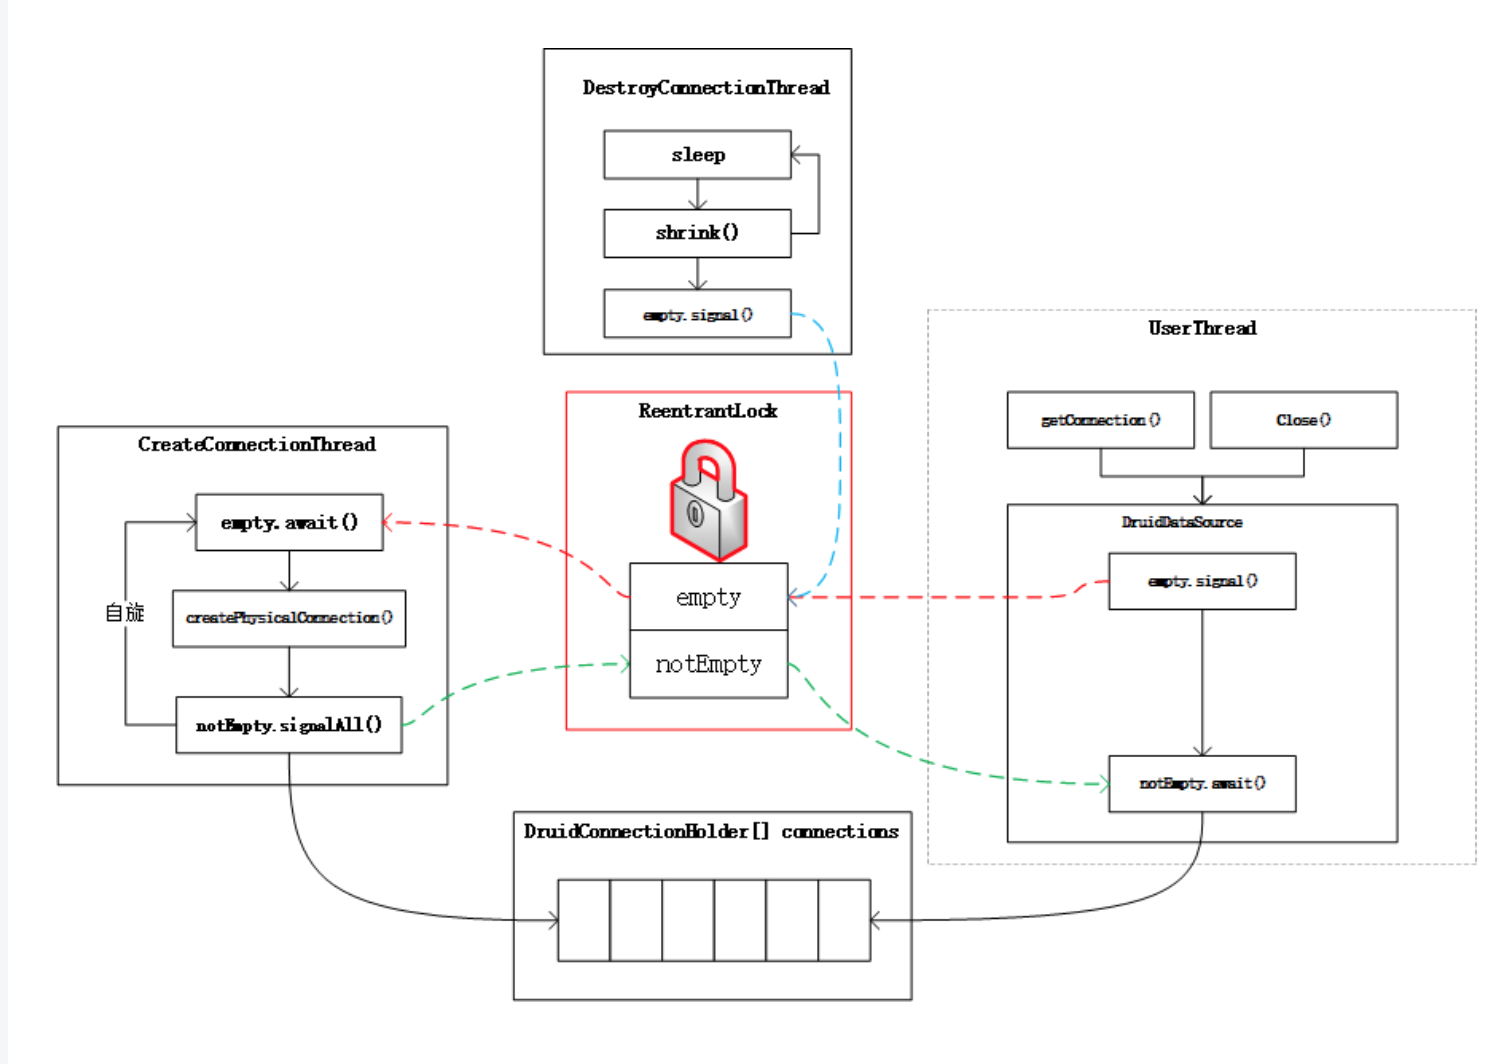 DestroyConnectionThread
sleep
shrink()
empty.signal()
UserThread
getConnection()
Close()
ReentrantLock
CreateConnectionThread
empty.await()
DruidDataSource
empty.signal()
empty
自旋
createPhysicalConnection()
notEmpty
notEmpty.signalAll()
notEmpty.await()
DruidConnectionHolder[] connections